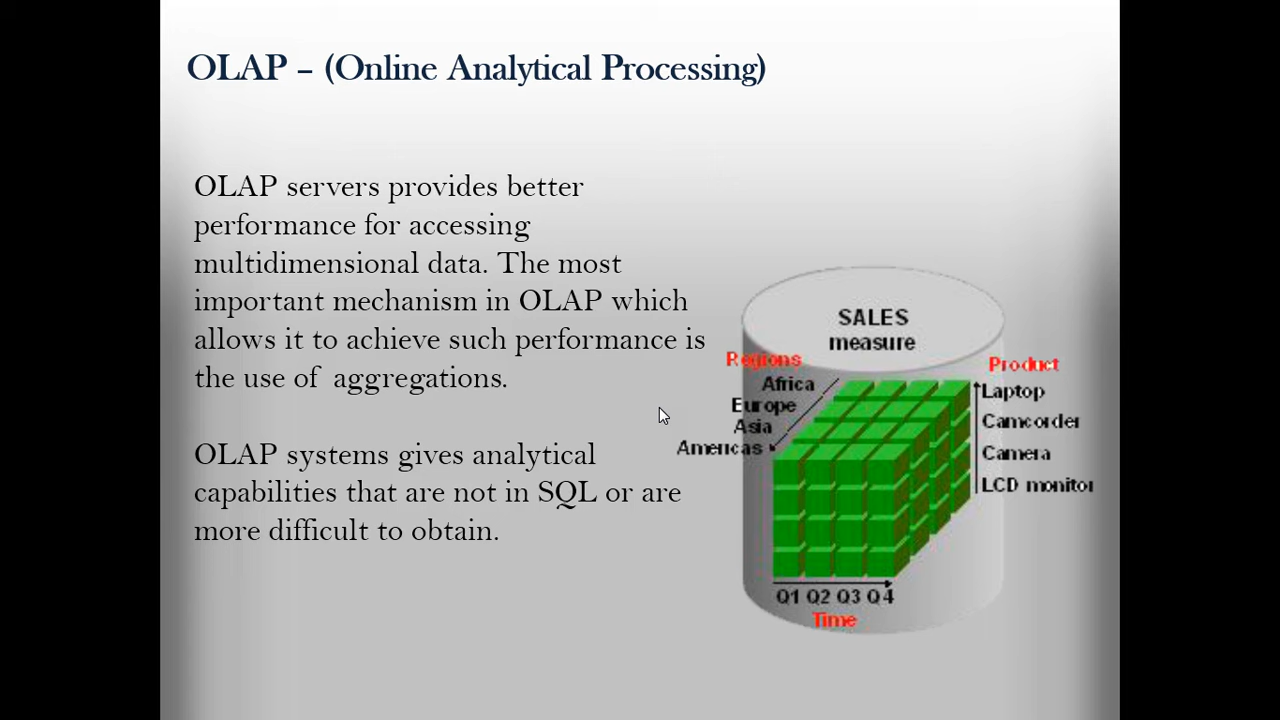 OLAP – (Online Analytical Processing)
OLAP servers provides better
performance for accessing
multidimensional data. The most
important mechanism in OLAP which
allows it to achieve such performance is
the use of aggregations.
OLAP systems gives analytical
capabilities that are not in SQL or are
more difficult to obtain.
SALES
measure
Regions
Africa
Europe
Asia
Americas
Product
Laptop
Camcorder
Camera
LCD monitor
Q1 Q2 Q3 Q4
Time